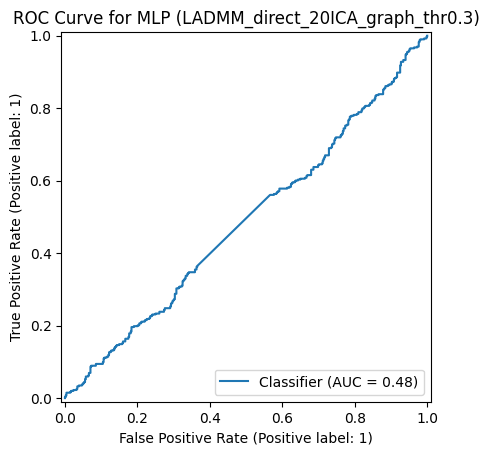 ROC Curve for MLP (LADMM_direct_20ICA_graph_thr0.3)
True Positive Rate (Positive label: 1)
1.0
0.8
0.6
0.4
0.2
0.0
Classifier (AUC = 0.48)
0.0 0.2 0.4 0.6 0.8 1.0
False Positive Rate (Positive label: 1)